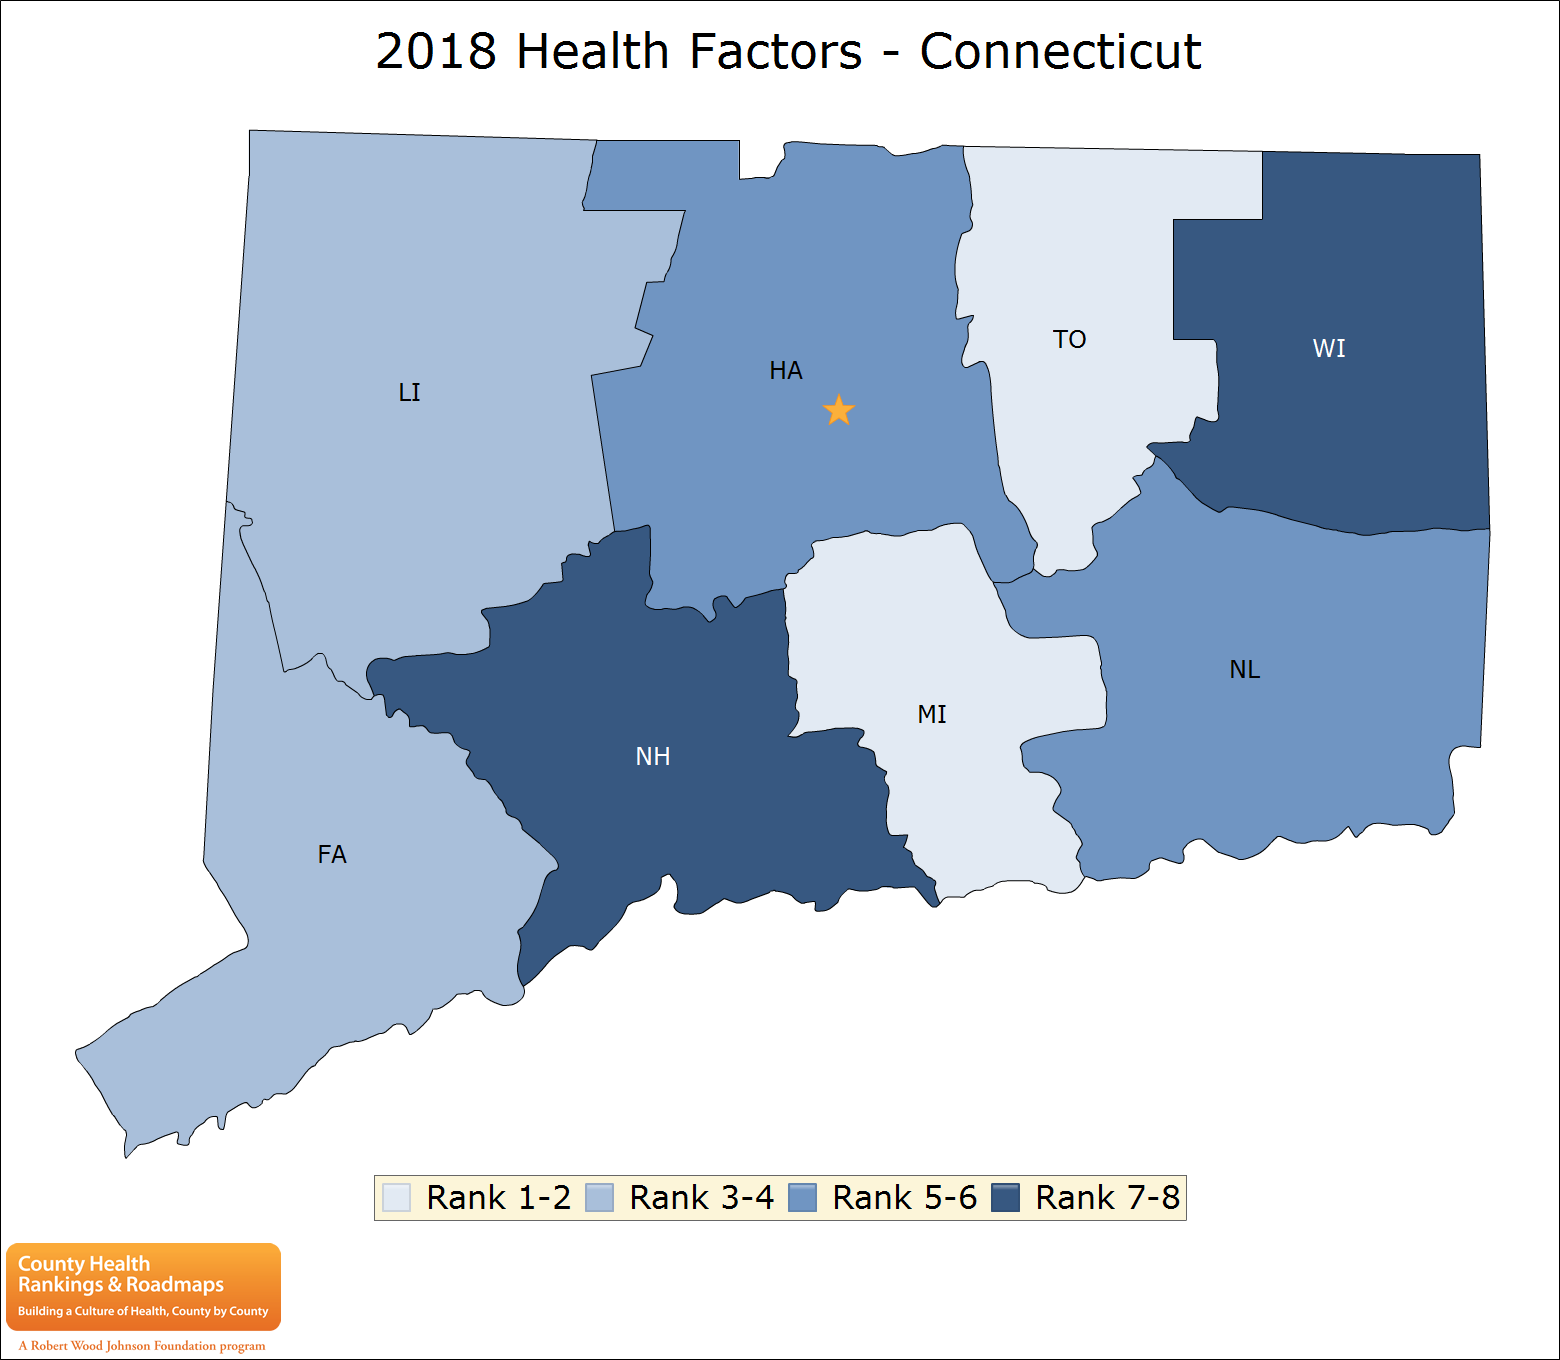 2018 Health Factors - Connecticut
TO
WI
HA
LI
NL
MI
NH
FA
Rank 1-2 Rank 3-4 Rank 5-6 Rank 7-8
County Health
Rankings & Roadmaps
Building a Culture of Health, County by County
A Robert Wood Johnson Foundation program